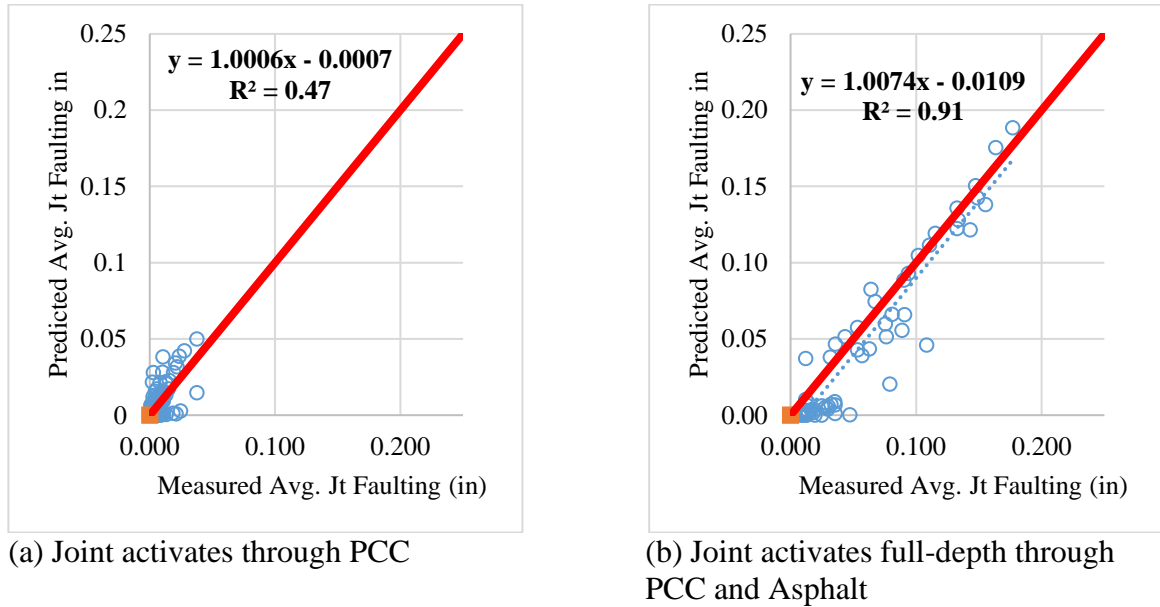 0.25
0.2
0.15
0.1
0.05
0
0.000
0.100
0.200
y = 1.0006x - 0.0007
R² = 0.47
Predicted Avg. Jt Faulting in
Measured Avg. Jt Faulting (in)
(a) Joint activates through PCC
0.25
0.20
0.15
0.10
0.05
0.00
0.000
0.100
0.200
y = 1.0074x - 0.0109
R² = 0.91
Predicted Avg. Jt Faulting in
Measured Avg. Jt Faulting (in)
(b) Joint activates full-depth through
PCC and Asphalt